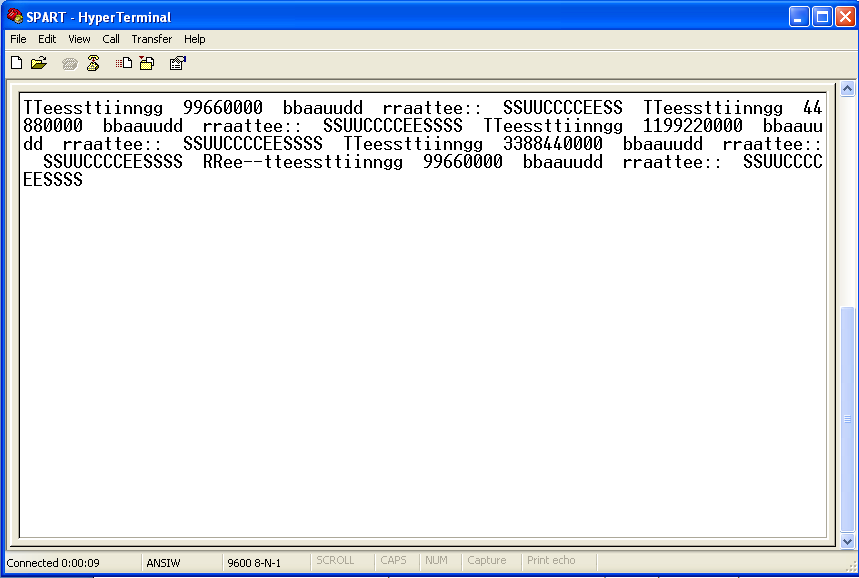 SPART - HyperTerminal
File Edit View Call Transfer Help
TTeessttiinngg  99660000  bbaauudd  rraattee::  SSUUCCCCEESS  TTeessttiinngg  44
880000  bbaauudd  rraattee::  SSUUCCCCEESSSS  TTeessttiinngg  1199220000  bbaauu
dd  rraattee::  SSUUCCCCEESSSS  TTeessttiinngg  3388440000  bbaauudd  rraattee::
  SSUUCCCCEESSSS  RRee--tteessttiinngg  99660000  bbaauudd  rraattee::  SSUUCCCC
EESSSS
Connected 0:00:09 ANSIW 9600 8-N-1 SCROLL CAPS NUM Capture Print echo